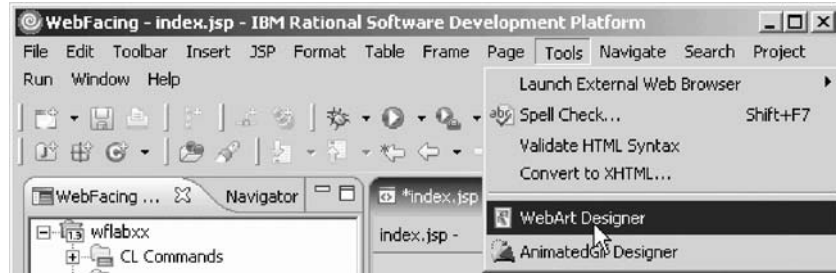 WebFacing - index.jsp - IBM Rational Software Development Platform
File Edit Toolbar Insert JSP Format Table Frame Page Tools Navigate Search Project
Run Window Help
Launch External Web Browser
Spell Check... Shift+F7
Validate HTML Syntax
Convert to XHTML...
WebArt Designer
AnimatedGif Designer
WebFacing ... Navigator
*index.jsp
wflabxx
index.jsp -
CL Commands